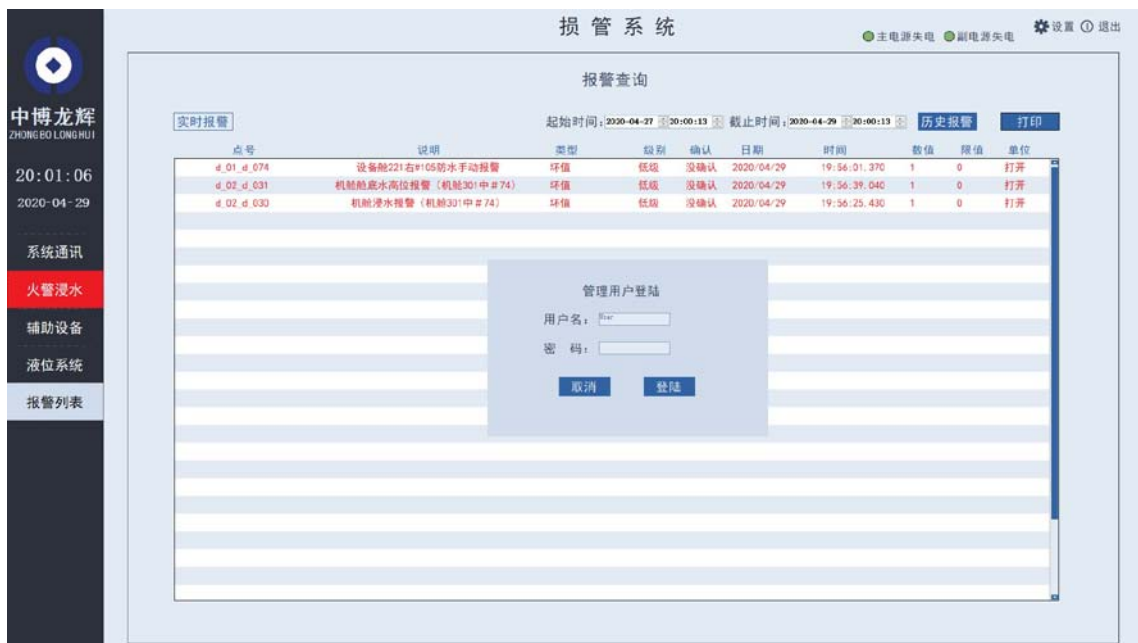 损管系统
主电源失电 副电源失电 设置 退出
中博龙辉
ZHONG BO LONG HUI
20:01:06
2020-04-29
系统通讯
火警浸水
辅助设备
液位系统
报警列表
报警查询
实时报警 起始时间: 2020-04-27 20:00:13 截止时间: 2020-04-29 20:00:13 历史报警 打印
点号 说明 类型 级别 确认 日期 时间 数值 限值 单位
d_01_d_074 设备舱221右#105防水手动报警 坏值 低级 没确认 2020/04/29 19:56:01.370 1 0 打开
d_02_d_031 机舱舱底水高位报警（机舱301中#74） 坏值 低级 没确认 2020/04/29 19:56:39.040 1 0 打开
d_02_d_030 机舱浸水报警（机舱301中#74） 坏值 低级 没确认 2020/04/29 19:56:25.430 1 0 打开
管理用户登陆
用户名: User
密 码:
取消 登陆